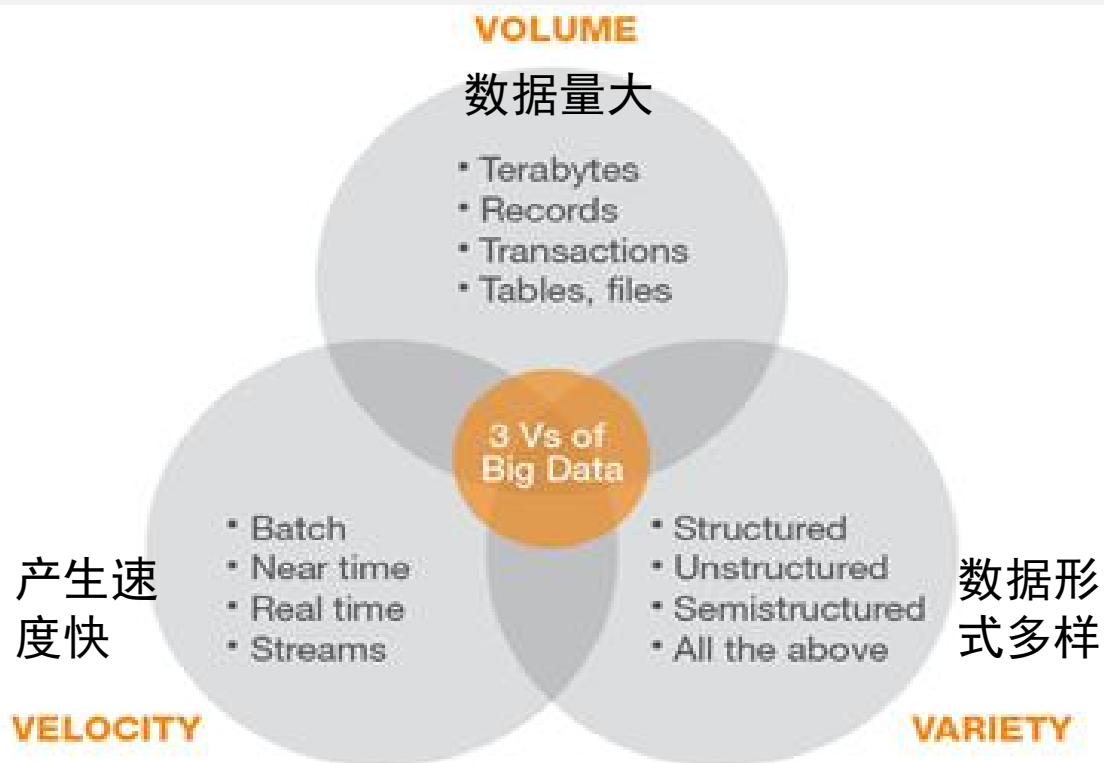 VOLUME
数据量大
• Terabytes
• Records
• Transactions
• Tables, files
3 Vs of
Big Data
• Batch
• Near time
• Real time
• Streams
产生速
度快
VELOCITY
• Structured
• Unstructured
• Semistructured
• All the above
数据形
式多样
VARIETY